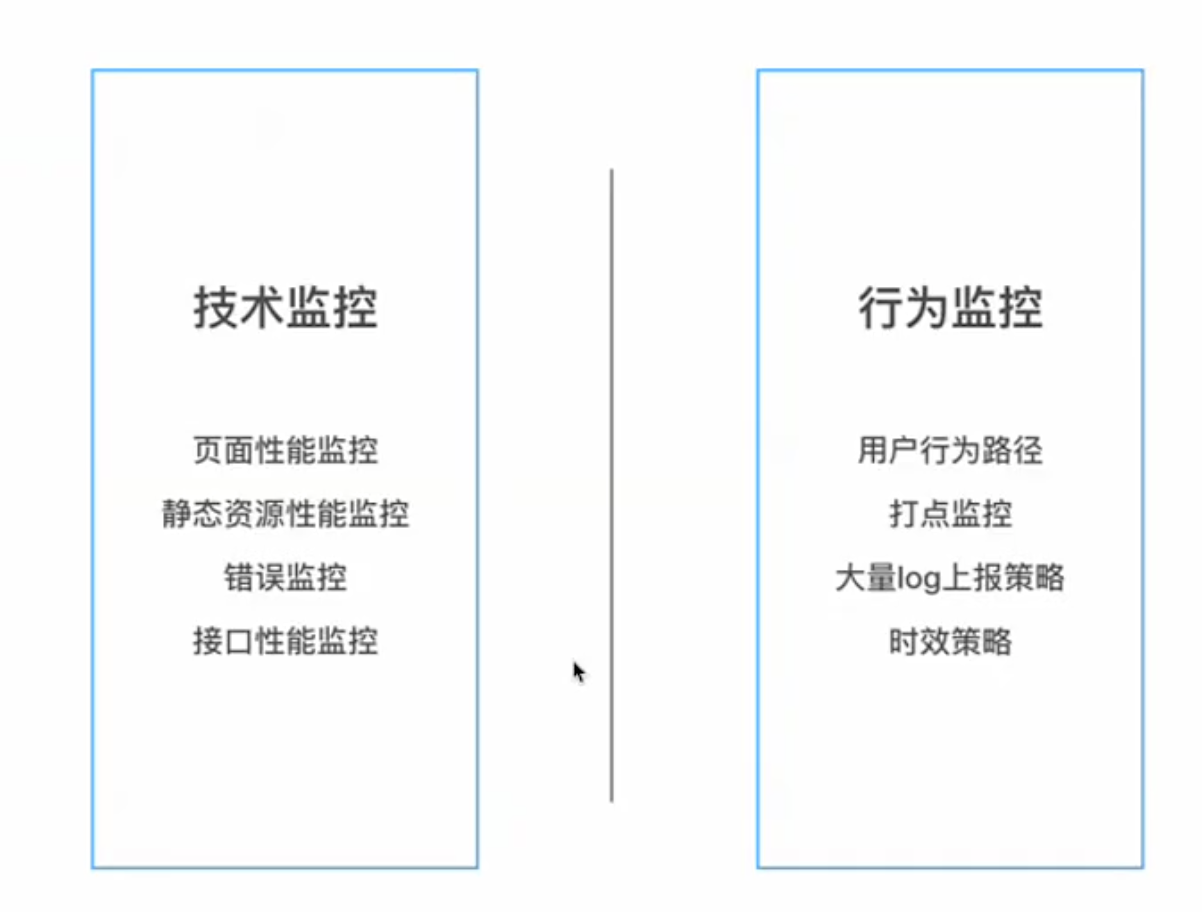 技术监控
页面性能监控
静态资源性能监控
错误监控
接口性能监控
行为监控
用户行为路径
打点监控
大量log上报策略
时效策略